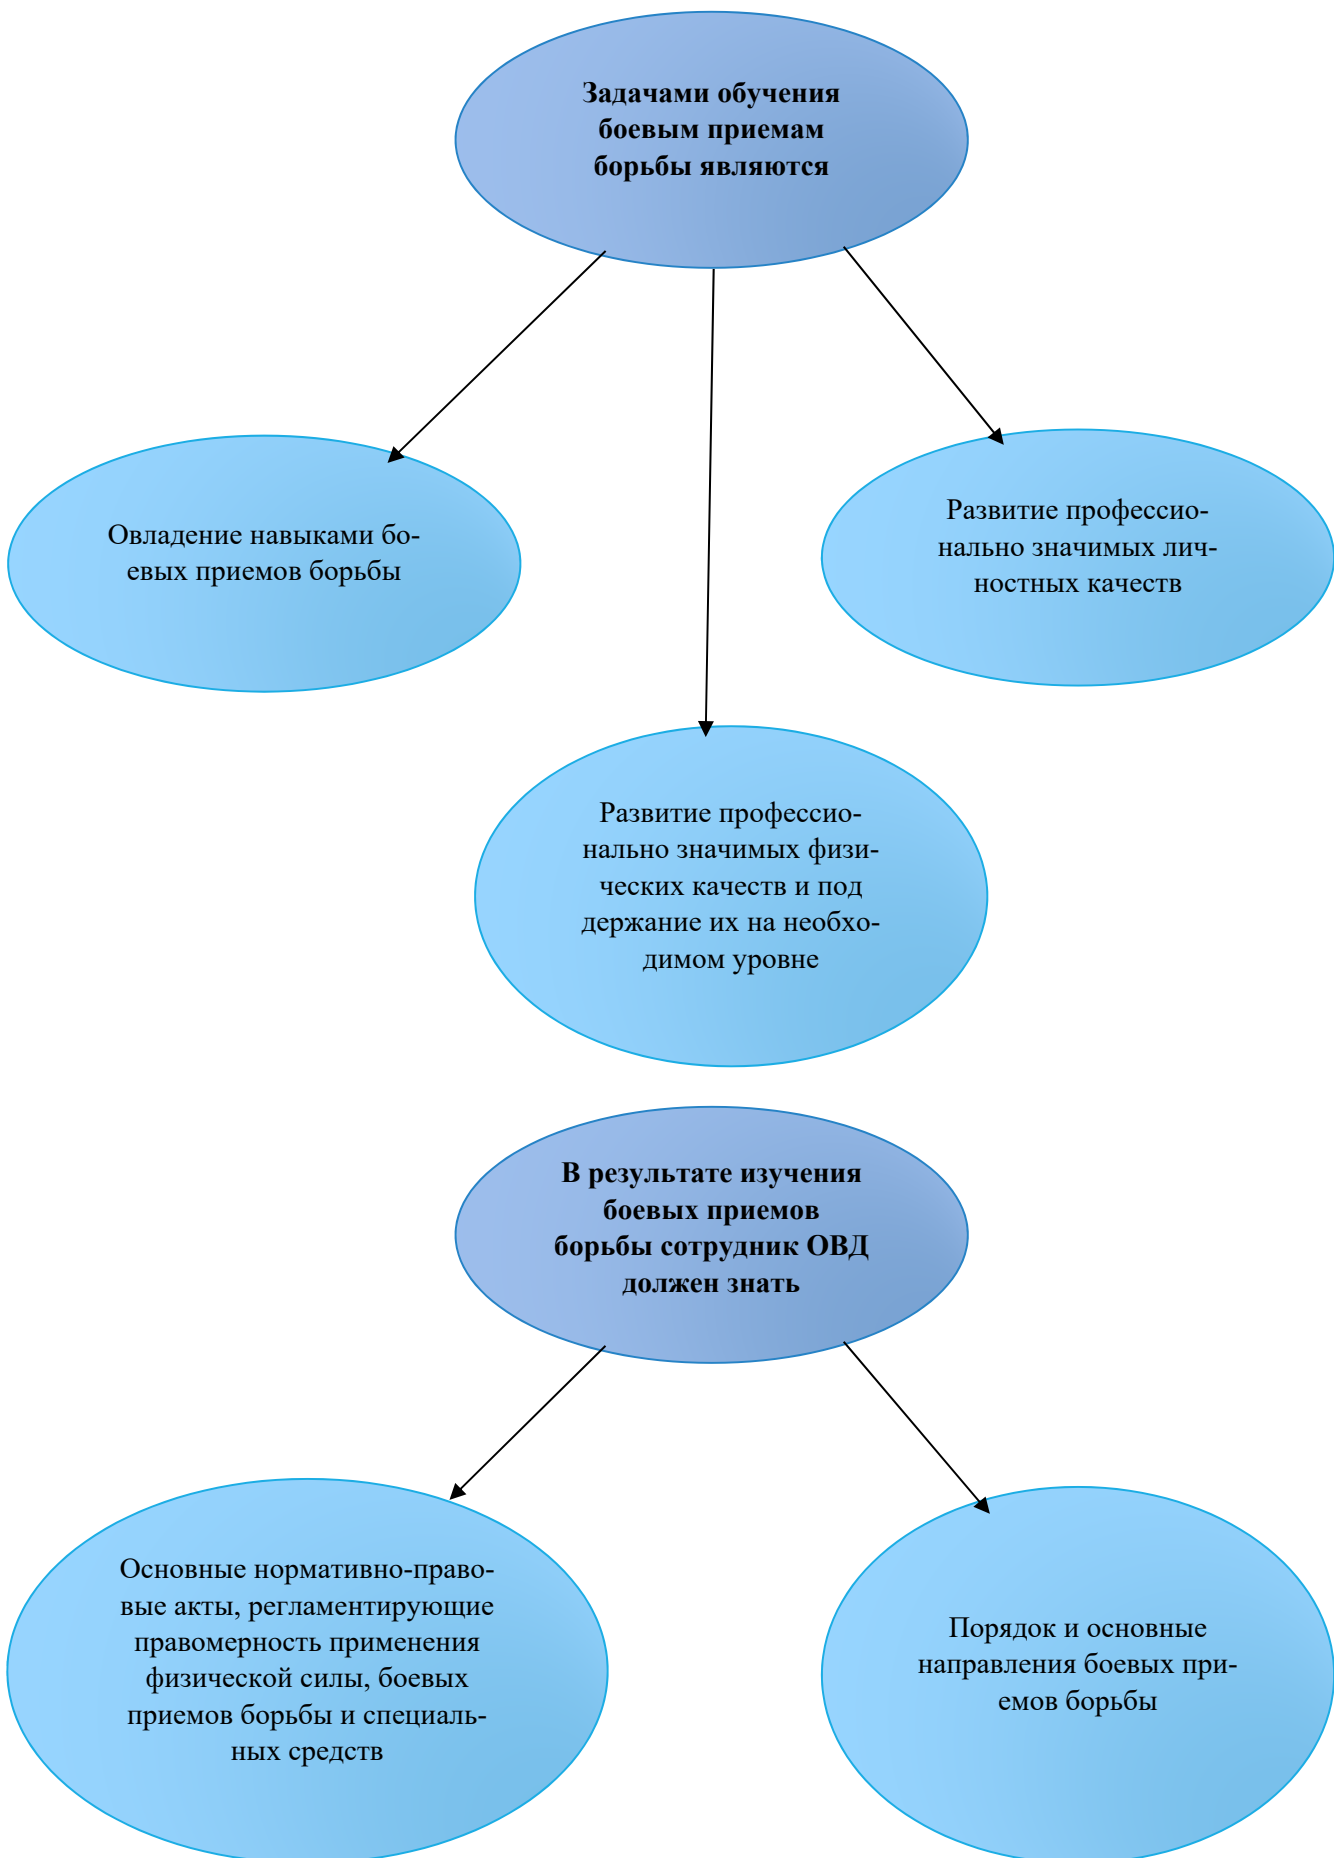 Задачами обучения
боевым приемам
борьбы являются
Овладение навыками бо-
евых приемов борьбы
Развитие профессио-
нально значимых лич-
ностных качеств
Развитие профессио-
нально значимых физи-
ческих качеств и под
держание их на необхо-
димом уровне
В результате изучения
боевых приемов
борьбы сотрудник ОВД
должен знать
Основные нормативно-право-
вые акты, регламентирующие
правомерность применения
физической силы, боевых
приемов борьбы и специаль-
ных средств
Порядок и основные
направления боевых при-
емов борьбы